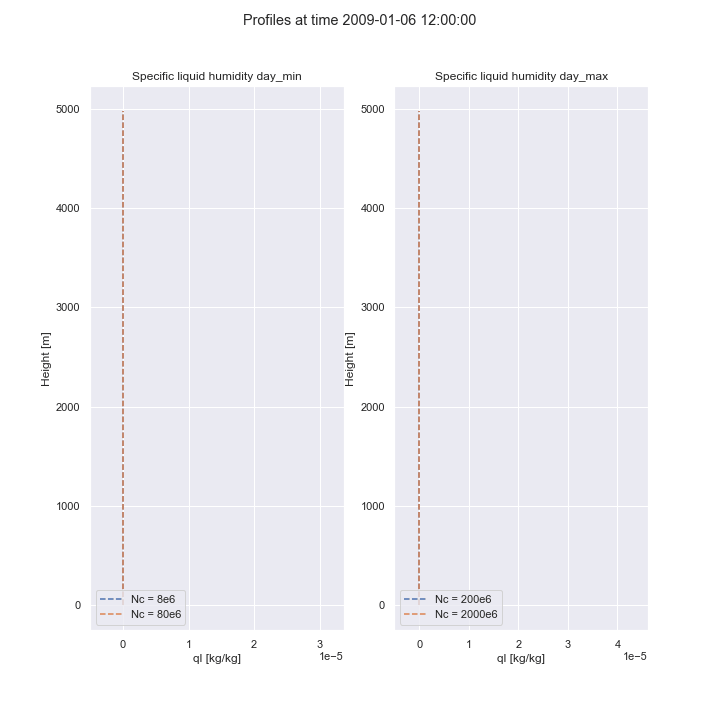 Profiles at time 2009-01-06 12:00:00
Specific liquid humidity day_min
Height [m]
5000
4000
3000
2000
1000
0
Nc = 8e6
Nc = 80e6
0 1 2 3
1e−5
ql [kg/kg]
Specific liquid humidity day_max
Height [m]
5000
4000
3000
2000
1000
0
Nc = 200e6
Nc = 2000e6
0 1 2 3 4
1e−5
ql [kg/kg]